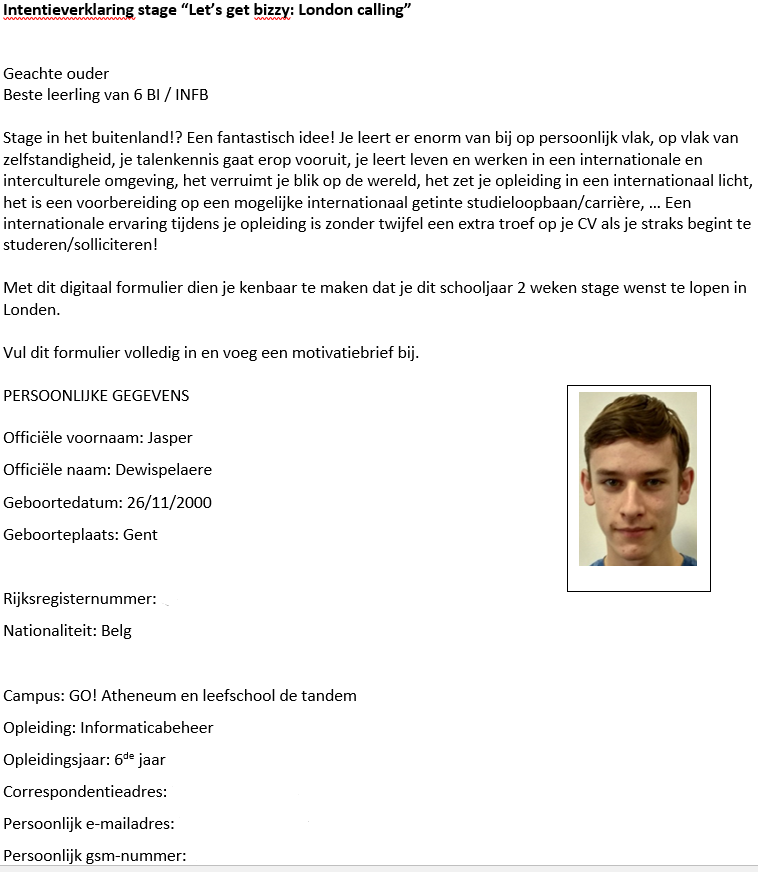 Intentieverklaring stage “Let’s get bizzy: London calling”
Geachte ouder
Beste leerling van 6 BI / INFB
Stage in het buitenland!? Een fantastisch idee! Je leert er enorm van bij op persoonlijk vlak, op vlak van
zelfstandigheid, je talenkennis gaat erop vooruit, je leert leven en werken in een internationale en
interculturele omgeving, het verruimt je blik op de wereld, het zet je opleiding in een internationaal licht,
het is een voorbereiding op een mogelijke internationaal getinte studieloopbaan/carrière, … Een
internationale ervaring tijdens je opleiding is zonder twijfel een extra troef op je CV als je straks begint te
studeren/solliciteren!
Met dit digitaal formulier dien je kenbaar te maken dat je dit schooljaar 2 weken stage wenst te lopen in
Londen.
Vul dit formulier volledig in en voeg een motivatiebrief bij.
PERSOONLIJKE GEGEVENS
Officiële voornaam: Jasper
Officiële naam: Dewispelaere
Geboortedatum: 26/11/2000
Geboorteplaats: Gent
Rijksregisternummer:
Nationaliteit: Belg
Campus: GO! Atheneum en leefschool de tandem
Opleiding: Informaticabeheer
Opleidingsjaar: 6de jaar
Correspondentieadres:
Persoonlijk e-mailadres:
Persoonlijk gsm-nummer: